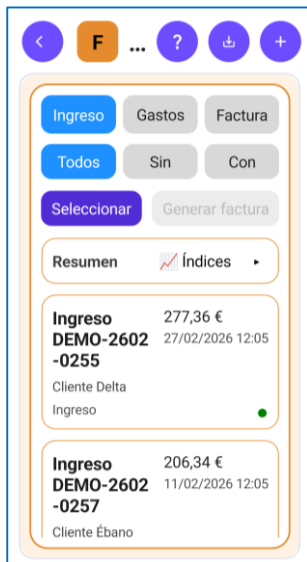 F ... ? +
Ingreso Gastos Factura
Todos Sin Con
Seleccionar Generar factura
Resumen 📈 Índices ▸
Ingreso 277,36 €
DEMO-2602 27/02/2026 12:05
-0255
Cliente Delta
Ingreso
Ingreso 206,34 €
DEMO-2602 11/02/2026 12:05
-0257
Cliente Ébano